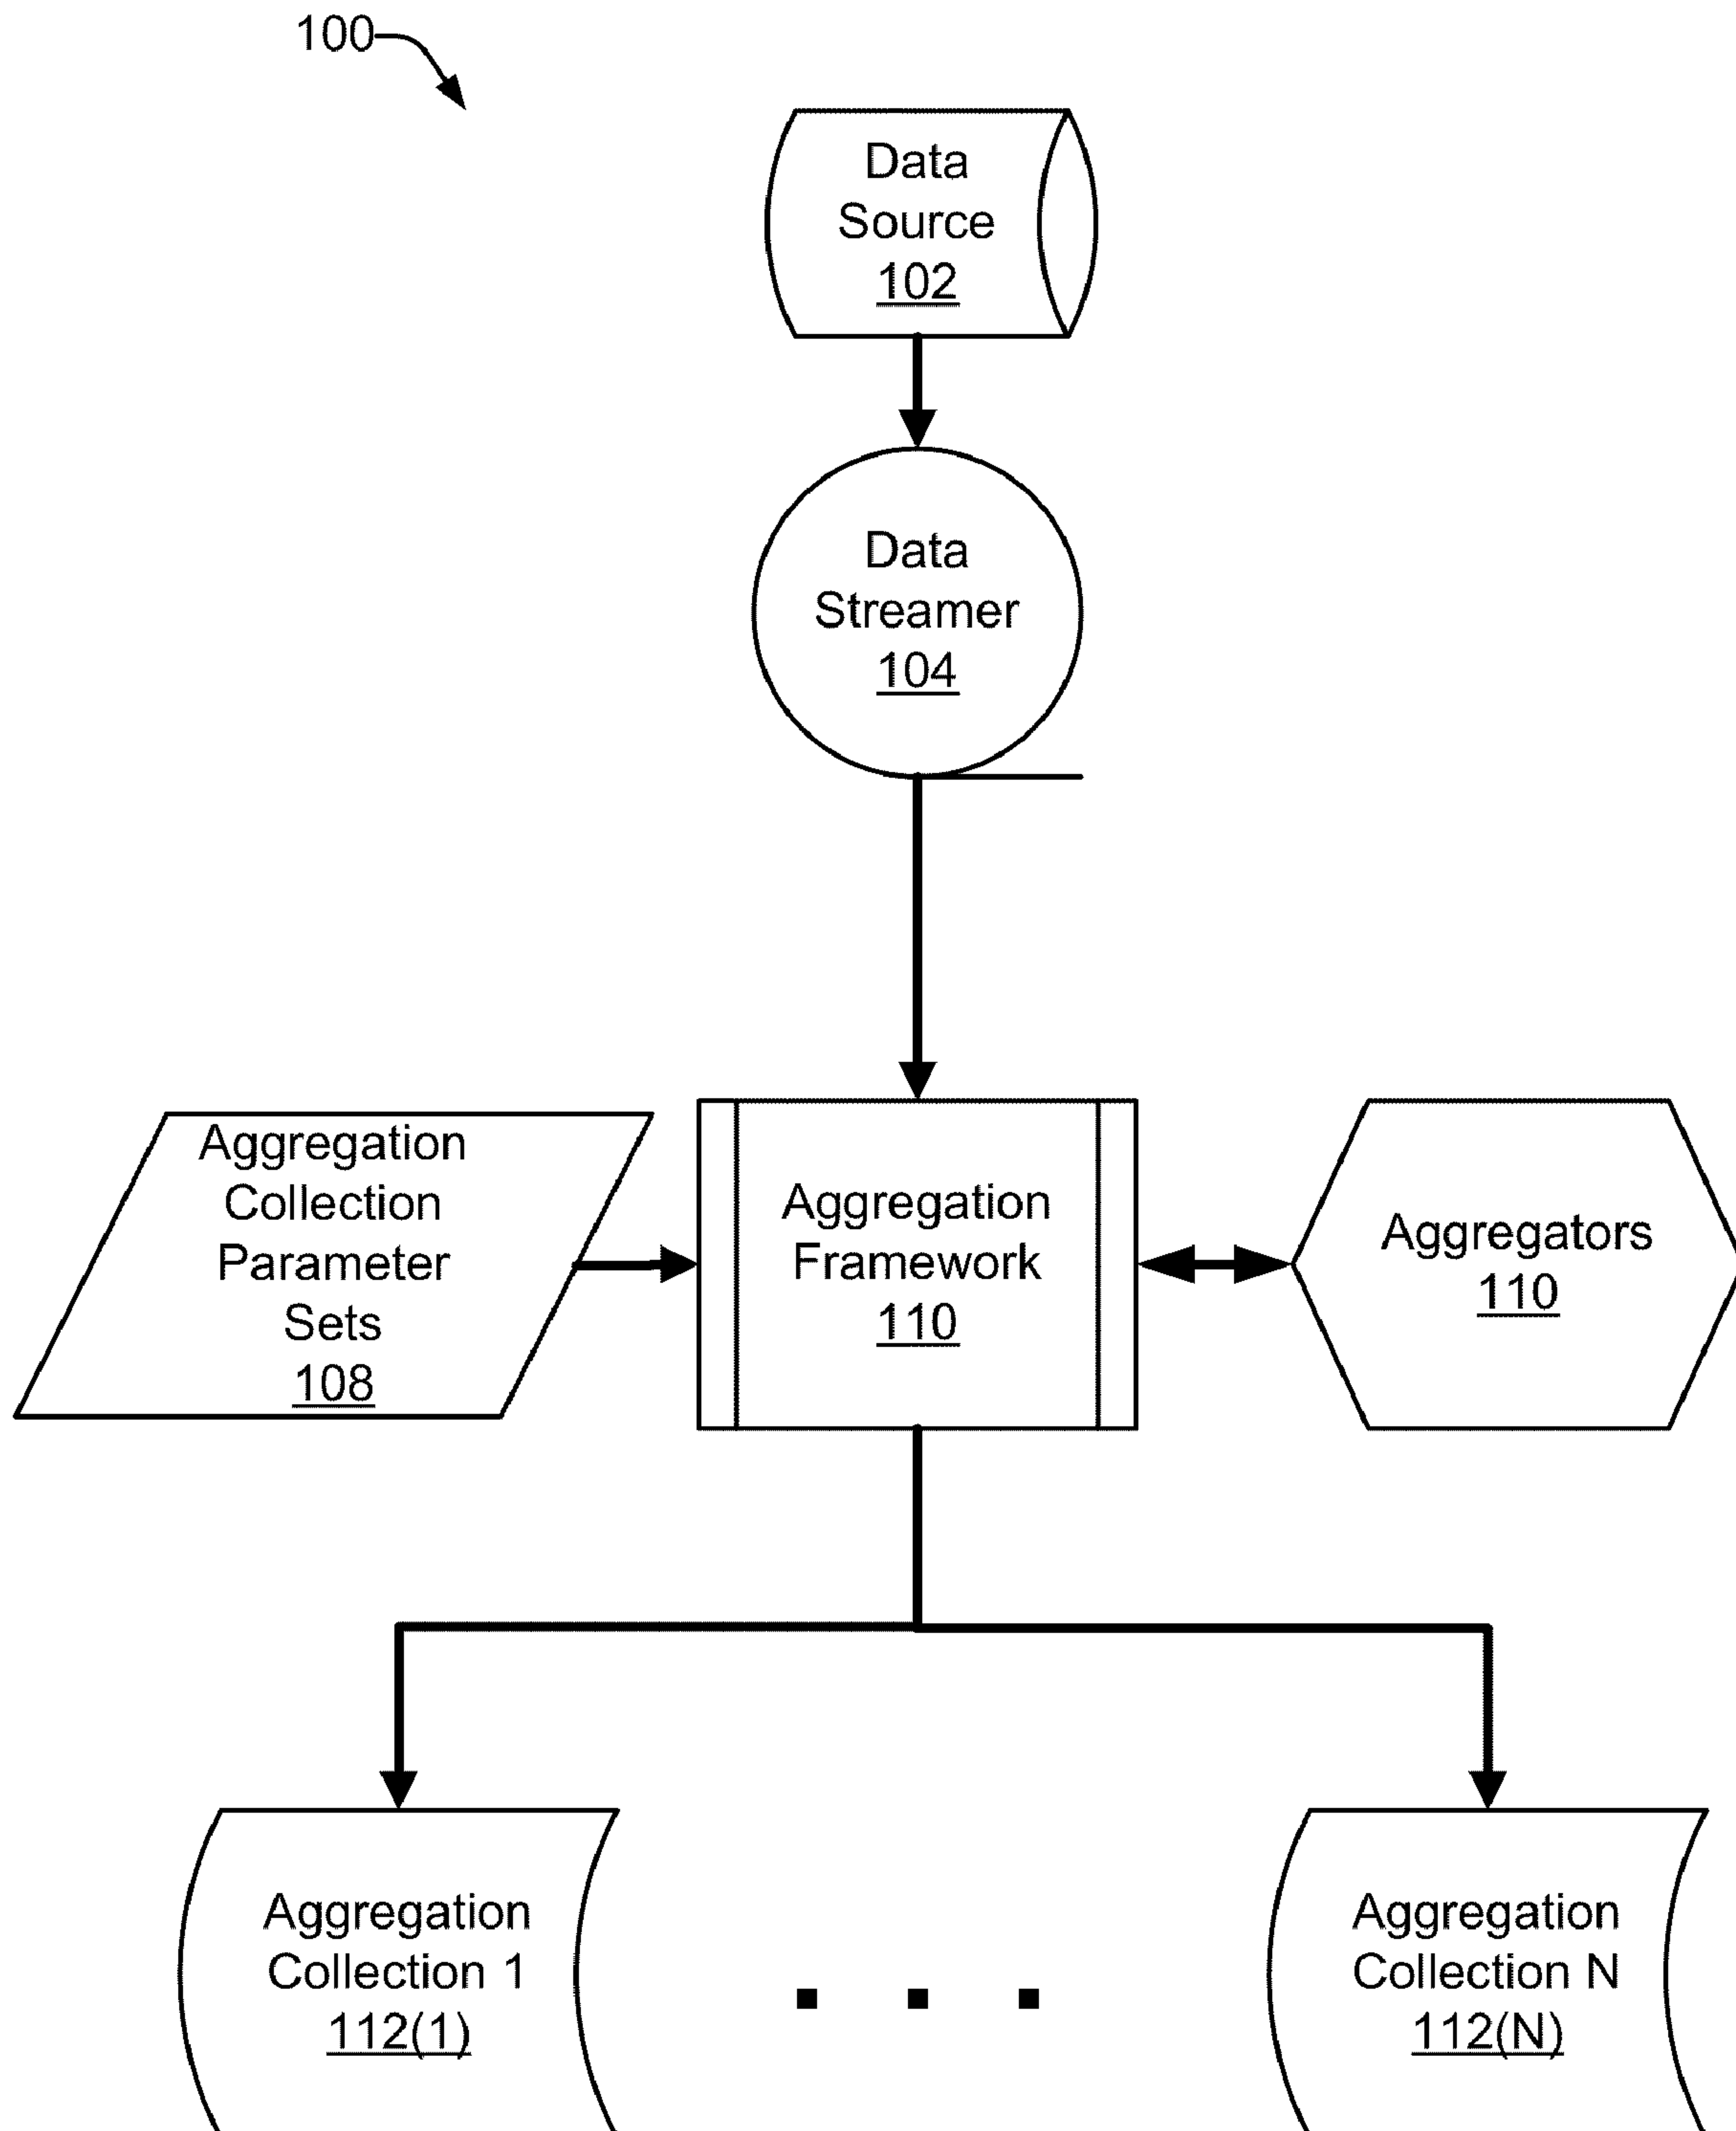 100
Data
Source
102
Data
Streamer
104
Aggregation
Collection
Parameter
Sets
108
Aggregation
Framework
110
Aggregators
110
Aggregation
Collection 1
112(1)
Aggregation
Collection N
112(N)